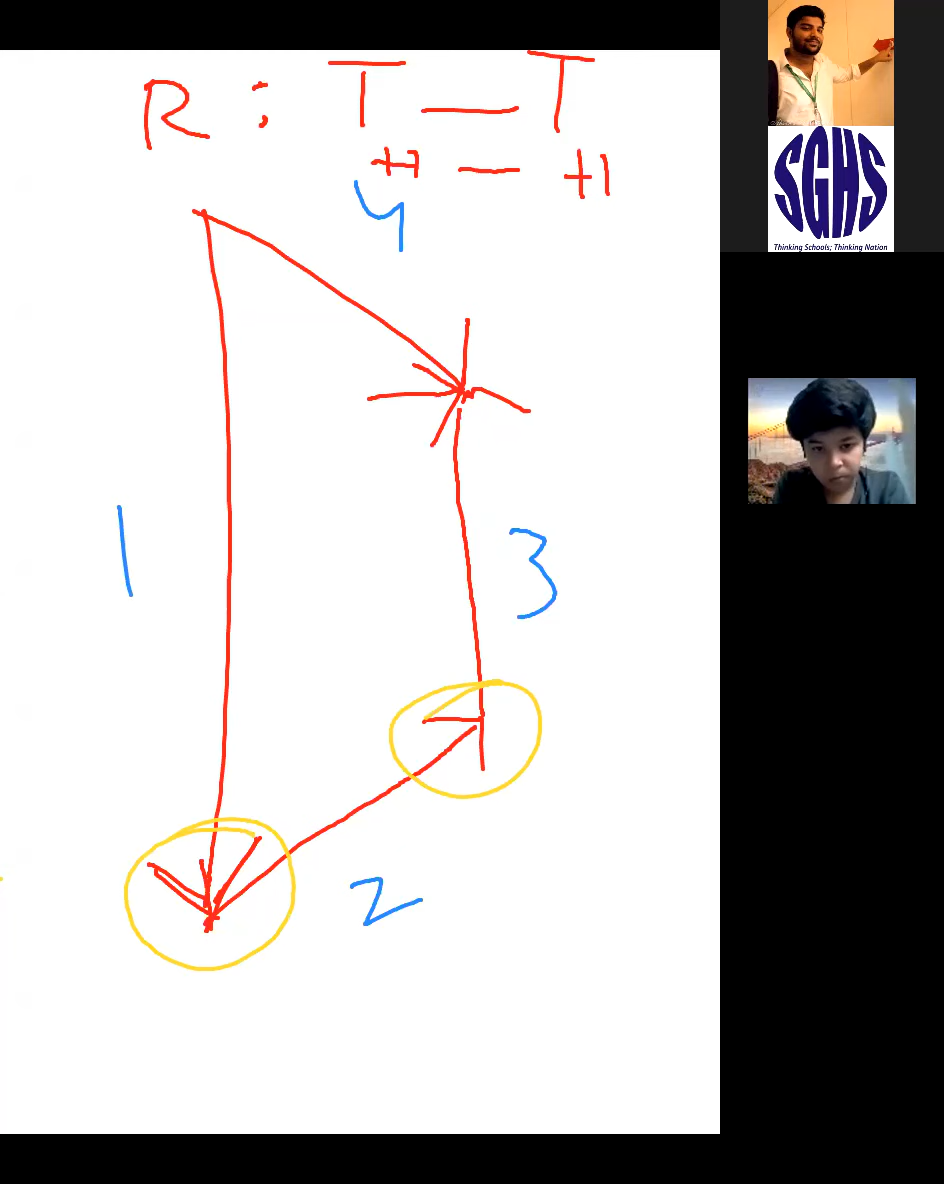 R : T — T
+1 — +1
4
1
3
2
SGHS
Thinking Schools; Thinking Nation